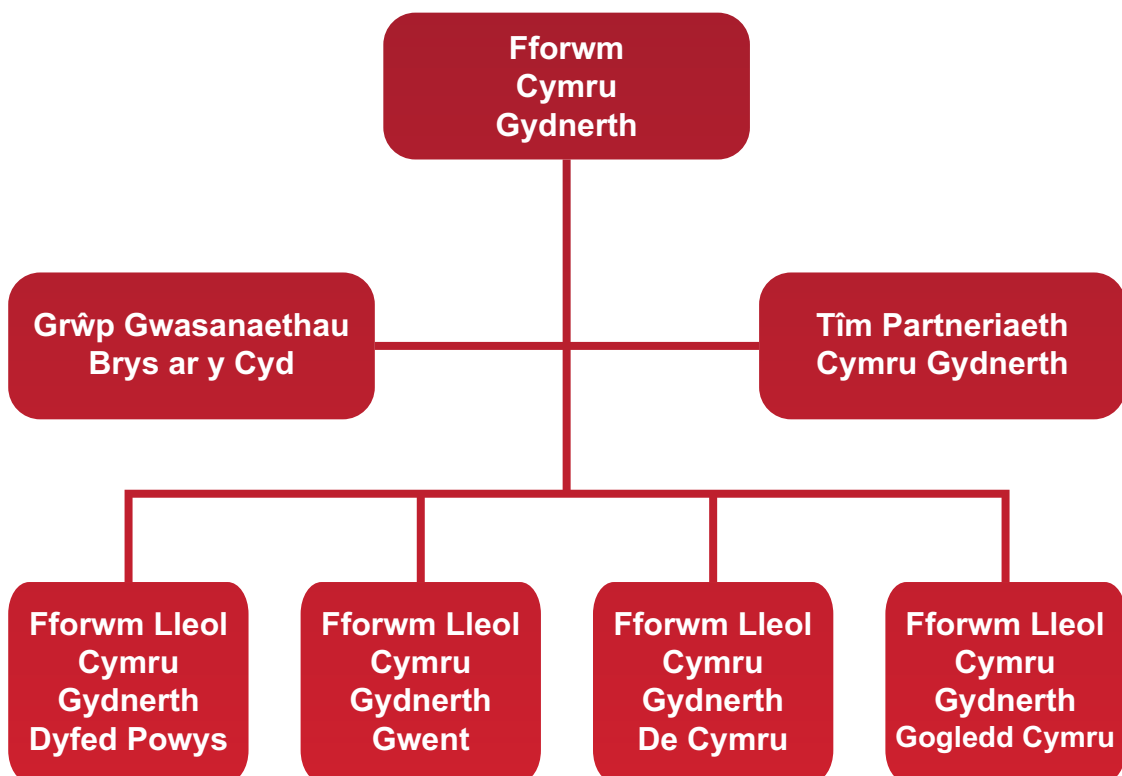 Fforwm
Cymru
Gydnerth
Grŵp Gwasanaethau
Brys ar y Cyd
Tîm Partneriaeth
Cymru Gydnerth
Fforwm Lleol
Cymru
Gydnerth
Dyfed Powys
Fforwm Lleol
Cymru
Gydnerth
Gwent
Fforwm Lleol
Cymru
Gydnerth
De Cymru
Fforwm Lleol
Cymru
Gydnerth
Gogledd Cymru